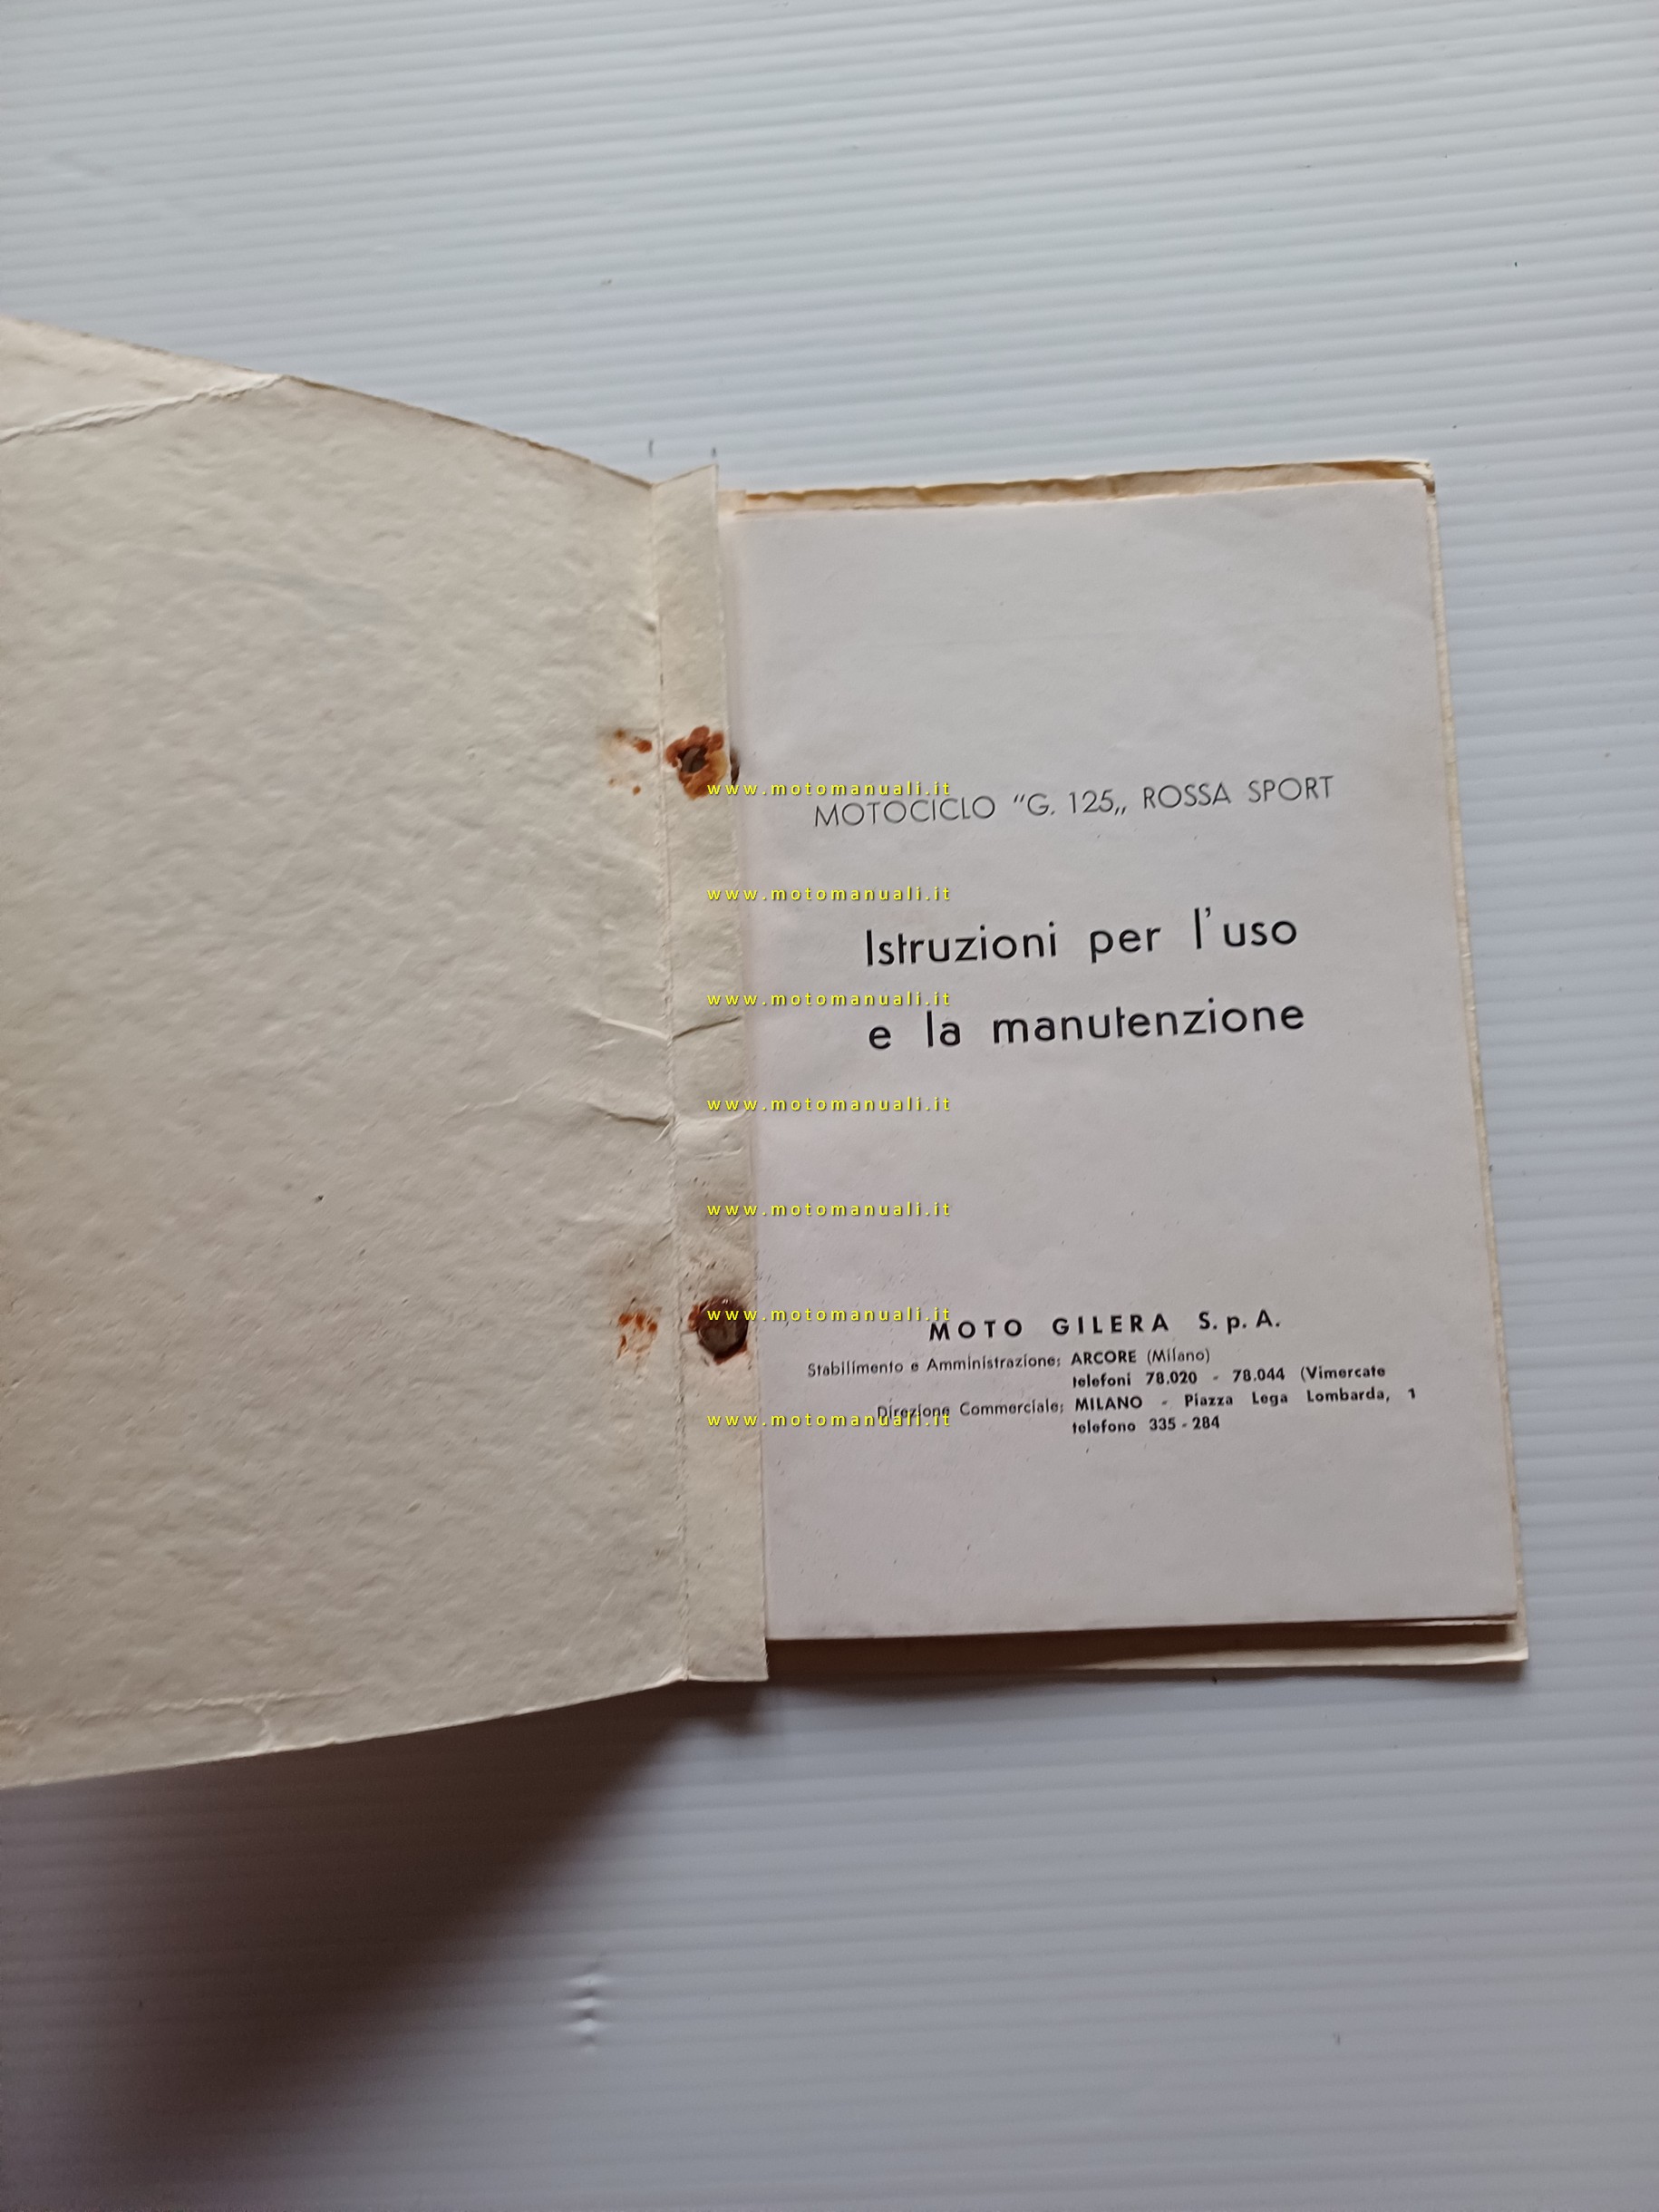 www.motomanuali.it
MOTOCICLO "G. 125,, ROSSA SPORT
www.motomanuali.it
Istruzioni per l'uso
www.motomanuali.it
e la manutenzione
www.motomanuali.it
www.motomanuali.it
www.motomanuali.it
MOTO GILERA S. p. A.
Stabilimento e Amministrazione: ARCORE (Milano)
telefoni 78.020 - 78.044 (Vimercate
Direzione Commerciale: MILANO - Piazza Lega Lombarda, 1
www.motomanuali.it
telefono 335-284